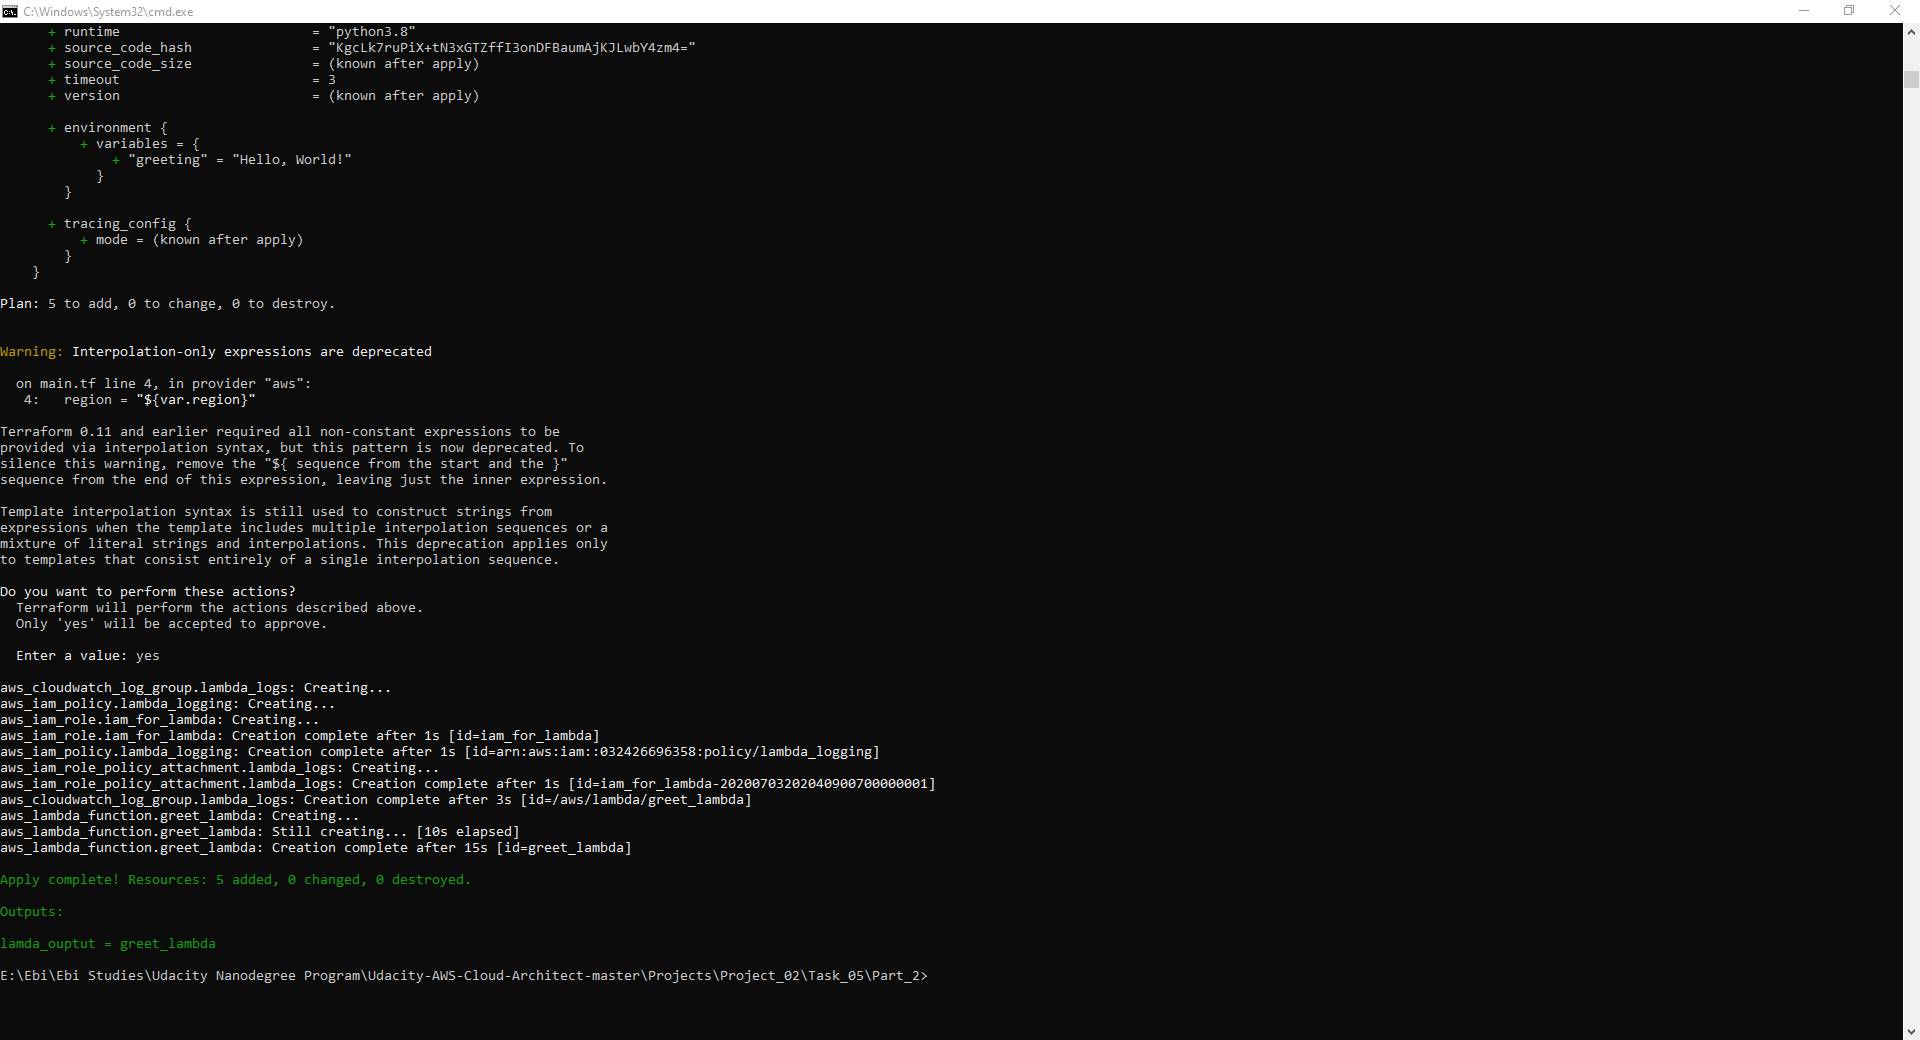 C:\Windows\System32\cmd.exe
+ runtime = "python3.8"
+ source_code_hash = "KgcLk7ruPiX+tN3xGTZffI3onDFBaumAjKJLwbY4zm4="
+ source_code_size = (known after apply)
+ timeout = 3
+ version = (known after apply)
+ environment {
+ variables = {
+ "greeting" = "Hello, World!"
}
}
+ tracing_config {
+ mode = (known after apply)
}
}
Plan: 5 to add, 0 to change, 0 to destroy.
Warning: Interpolation-only expressions are deprecated
on main.tf line 4, in provider "aws":
4: region = "${var.region}"
Terraform 0.11 and earlier required all non-constant expressions to be
provided via interpolation syntax, but this pattern is now deprecated. To
silence this warning, remove the "${ sequence from the start and the }"
sequence from the end of this expression, leaving just the inner expression.
Template interpolation syntax is still used to construct strings from
expressions when the template includes multiple interpolation sequences or a
mixture of literal strings and interpolations. This deprecation applies only
to templates that consist entirely of a single interpolation sequence.
Do you want to perform these actions?
Terraform will perform the actions described above.
Only 'yes' will be accepted to approve.
Enter a value: yes
aws_cloudwatch_log_group.lambda_logs: Creating...
aws_iam_policy.lambda_logging: Creating...
aws_iam_role.iam_for_lambda: Creating...
aws_iam_role.iam_for_lambda: Creation complete after 1s [id=iam_for_lambda]
aws_iam_policy.lambda_logging: Creation complete after 1s [id=arn:aws:iam::032426696358:policy/lambda_logging]
aws_iam_role_policy_attachment.lambda_logs: Creating...
aws_iam_role_policy_attachment.lambda_logs: Creation complete after 1s [id=iam_for_lambda-20200703202040900700000001]
aws_cloudwatch_log_group.lambda_logs: Creation complete after 3s [id=/aws/lambda/greet_lambda]
aws_lambda_function.greet_lambda: Creating...
aws_lambda_function.greet_lambda: Still creating... [10s elapsed]
aws_lambda_function.greet_lambda: Creation complete after 15s [id=greet_lambda]
Apply complete! Resources: 5 added, 0 changed, 0 destroyed.
Outputs:
lamda_ouptut = greet_lambda
E:\Ebi\Ebi Studies\Udacity Nanodegree Program\Udacity-AWS-Cloud-Architect-master\Projects\Project_02\Task_05\Part_2>